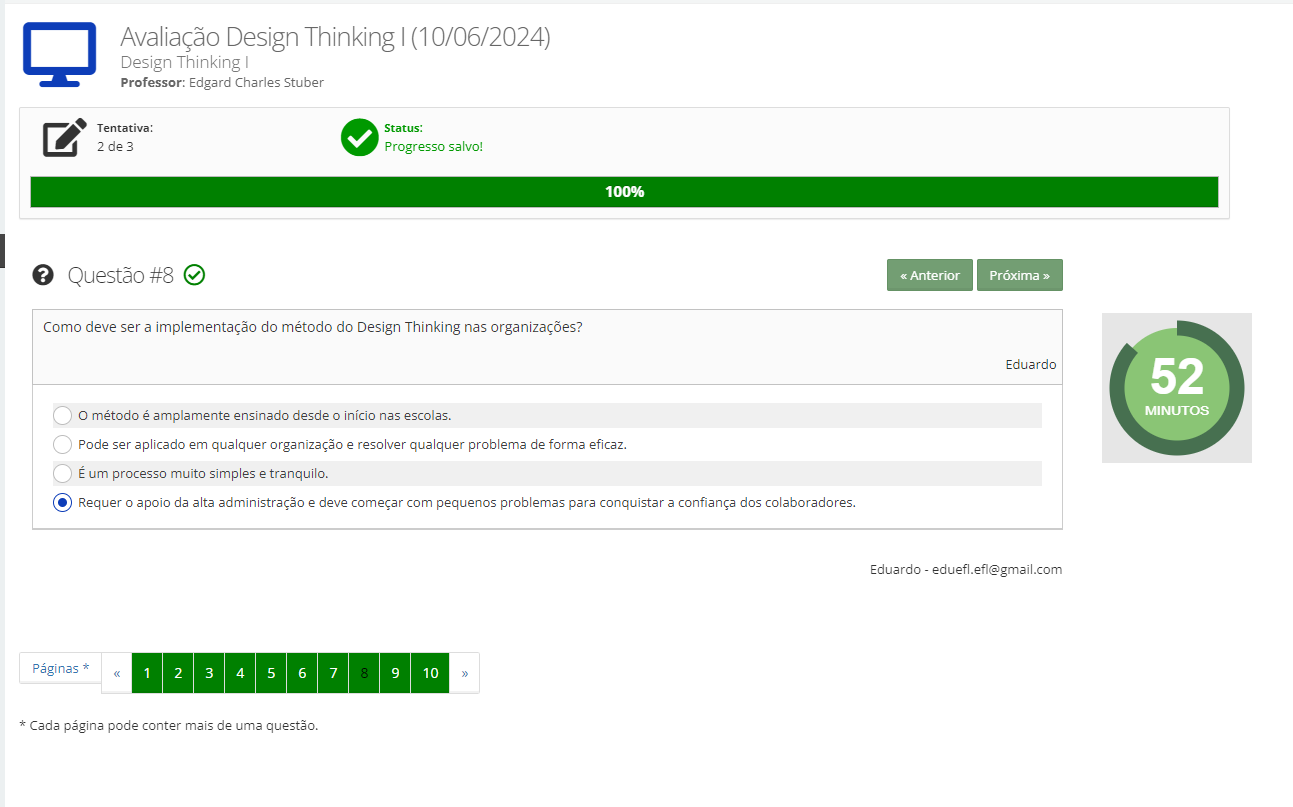 Avaliação Design Thinking I (10/06/2024)
Design Thinking I
Professor: Edgard Charles Stuber
Tentativa:
2 de 3
Status:
Progresso salvo!
100%
Questão #8
« Anterior
Próxima »
Como deve ser a implementação do método do Design Thinking nas organizações?
Eduardo
52
MINUTOS
O método é amplamente ensinado desde o início nas escolas.
Pode ser aplicado em qualquer organização e resolver qualquer problema de forma eficaz.
É um processo muito simples e tranquilo.
Requer o apoio da alta administração e deve começar com pequenos problemas para conquistar a confiança dos colaboradores.
Eduardo - eduefl.efl@gmail.com
Páginas * « 1 2 3 4 5 6 7 8 9 10 »
* Cada página pode conter mais de uma questão.